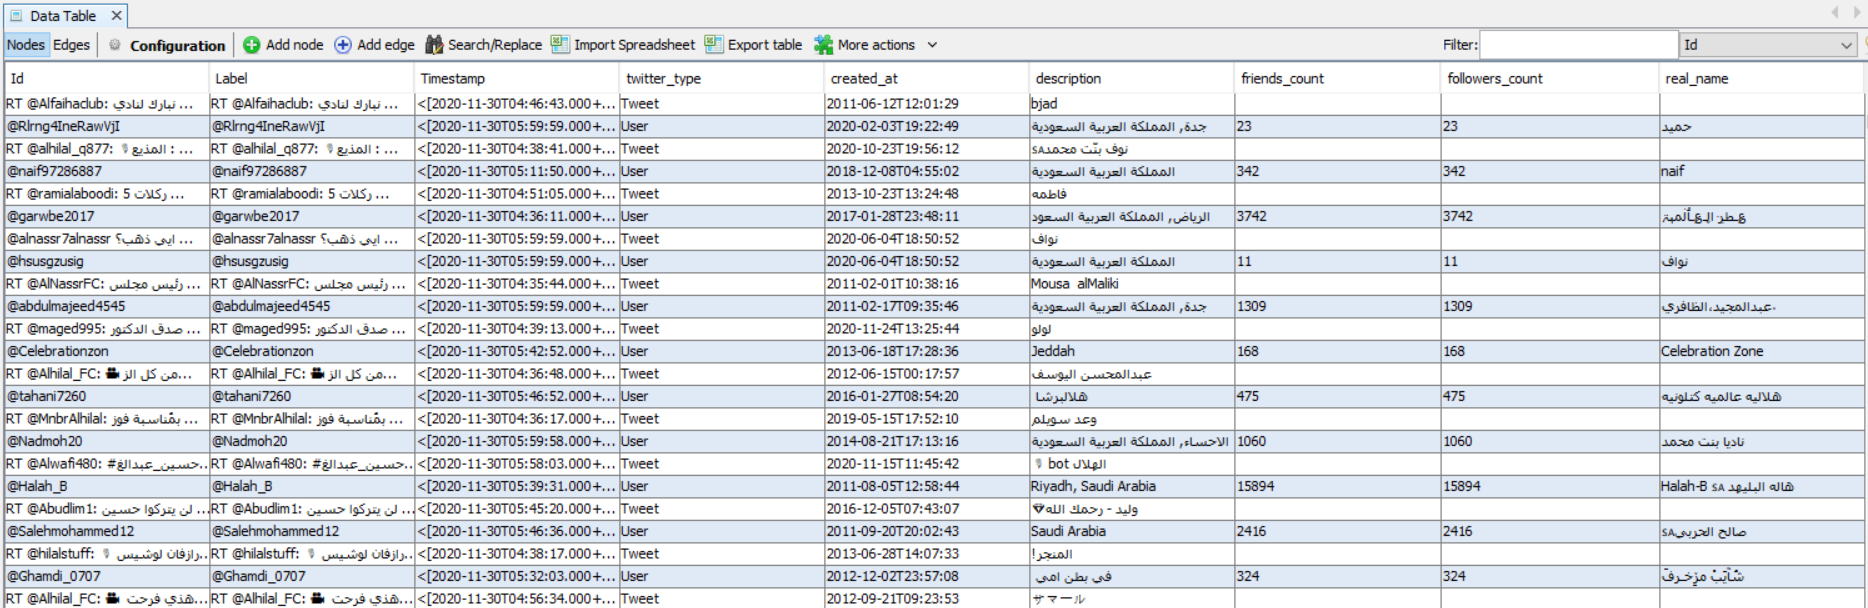 Data Table
Nodes Edges Configuration Add node Add edge Search/Replace Import Spreadsheet Export table More actions Filter: Id
Id Label Timestamp twitter_type created_at description friends_count followers_count real_name
RT @Alfaihaclub: نبارك لنادي ... RT @Alfaihaclub: نبارك لنادي ... <[2020-11-30T04:46:43.000+... Tweet 2011-06-12T12:01:29 bjad
@Rlrng4IneRawVjI @Rlrng4IneRawVjI <[2020-11-30T05:59:59.000+... User 2020-02-03T19:22:49 جدة, المملكة العربية السعودية 23 23 حميد
RT @alhilal_q877: 🎙 المذيع : ... RT @alhilal_q877: 🎙 المذيع : ... <[2020-11-30T04:38:41.000+... Tweet 2020-10-23T19:56:12 نوف بنّت محمدSA
@naif97286887 @naif97286887 <[2020-11-30T05:11:50.000+... User 2018-12-08T04:55:02 المملكة العربية السعودية 342 342 naif
RT @ramialaboodi: 5 ركلات ... RT @ramialaboodi: 5 ركلات ... <[2020-11-30T04:51:05.000+... Tweet 2013-10-23T13:24:48 فاطمه
@garwbe2017 @garwbe2017 <[2020-11-30T04:36:11.000+... User 2017-01-28T23:48:11 الرياض, المملكة العربية السعود 3742 3742
@alnassr7alnassr ايي ذهب؟ ... @alnassr7alnassr ايي ذهب؟ ... <[2020-11-30T05:59:59.000+... Tweet 2020-06-04T18:50:52 نواف
@hsusgzusig @hsusgzusig <[2020-11-30T05:59:59.000+... User 2020-06-04T18:50:52 المملكة العربية السعودية 11 11 نواف
RT @AlNassrFC: رئيس مجلس ... RT @AlNassrFC: رئيس مجلس ... <[2020-11-30T04:35:44.000+... Tweet 2011-02-01T10:38:16 Mousa alMaliki
@abdulmajeed4545 @abdulmajeed4545 <[2020-11-30T05:59:59.000+... User 2011-02-17T09:35:46 جدة, المملكة العربية السعودية 1309 1309 عبدالمجيد،الظافري
RT @maged995: صدق الدكتور ... RT @maged995: صدق الدكتور ... <[2020-11-30T04:39:13.000+... Tweet 2020-11-24T13:25:44 لولو
@Celebrationzon @Celebrationzon <[2020-11-30T05:42:52.000+... User 2013-06-18T17:28:36 Jeddah 168 168 Celebration Zone
RT @Alhilal_FC: 🎥 من كل الز... RT @Alhilal_FC: 🎥 من كل الز... <[2020-11-30T04:36:48.000+... Tweet 2012-06-15T00:17:57 عبدالمحسن اليوسف
@tahani7260 @tahani7260 <[2020-11-30T05:46:52.000+... User 2016-01-27T08:54:20 هلالبرشا 475 475 هلاليه عالميه كتلونيه
RT @MnbrAlhilal: بمّناسبة فوز ... RT @MnbrAlhilal: بمّناسبة فوز ... <[2020-11-30T04:36:17.000+... Tweet 2019-05-15T17:52:10 وعد سويلم
@Nadmoh20 @Nadmoh20 <[2020-11-30T05:59:58.000+... User 2014-08-21T17:13:16 الاحساء, المملكة العربية السعودية 1060 1060 ناديا بنت محمد
RT @Alwafi480: #حسين_عبدالغ... RT @Alwafi480: #حسين_عبدالغ... <[2020-11-30T05:58:03.000+... Tweet 2020-11-15T11:45:42 الهلال bot 🎙
@Halah_B @Halah_B <[2020-11-30T05:39:31.000+... User 2011-08-05T12:58:44 Riyadh, Saudi Arabia 15894 15894 Halah-B SA هاله البليهد
RT @Abudlim1: لن يتركوا حسين ... RT @Abudlim1: لن يتركوا حسين ... <[2020-11-30T05:45:20.000+... Tweet 2016-12-05T07:43:07 وليد - رحمك الله
@Salehmohammed12 @Salehmohammed12 <[2020-11-30T05:46:36.000+... User 2011-09-20T20:02:43 Saudi Arabia 2416 2416 صالح الحربيSA
RT @hilalstuff: 🎙 رازفان لوشيس... RT @hilalstuff: 🎙 رازفان لوشيس... <[2020-11-30T04:38:17.000+... Tweet 2013-06-28T14:07:33 المتجر!
@Ghamdi_0707 @Ghamdi_0707 <[2020-11-30T05:32:03.000+... User 2012-12-02T23:57:08 في بطن امي 324 324
RT @Alhilal_FC: 🎥 هذي فرحت... RT @Alhilal_FC: 🎥 هذي فرحت... <[2020-11-30T04:56:34.000+... Tweet 2012-09-21T09:23:53 サマール